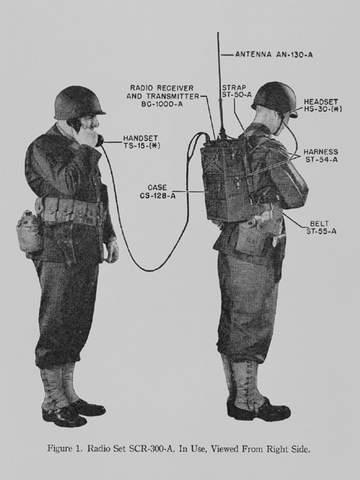 ANTENNA AN-130-A
RADIO RECEIVER
AND TRANSMITTER
BC-1000-A
STRAP
ST-50-A
HEADSET
HS-30-(*)
HANDSET
TS-15-(*)
HARNESS
ST-54-A
CASE
CS-128-A
BELT
ST-55-A
Figure 1. Radio Set SCR-300-A, In Use, Viewed From Right Side.